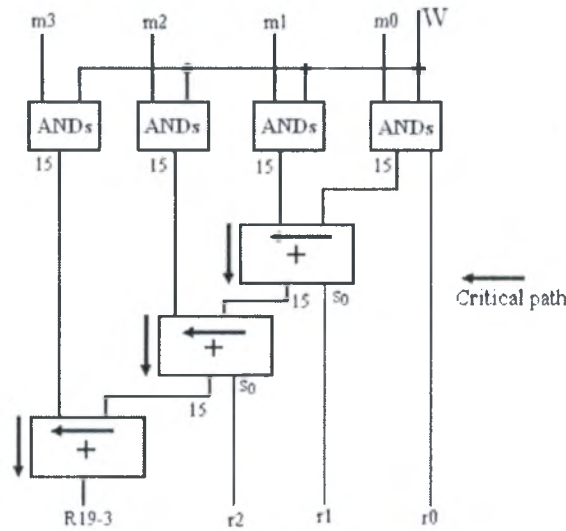 m3 m2 m1 m0 W
ANDs ANDs ANDs ANDs
15 15 15 15
+
15 s0
Critical path
+
15 s0
+
R19-3 r2 r1 r0